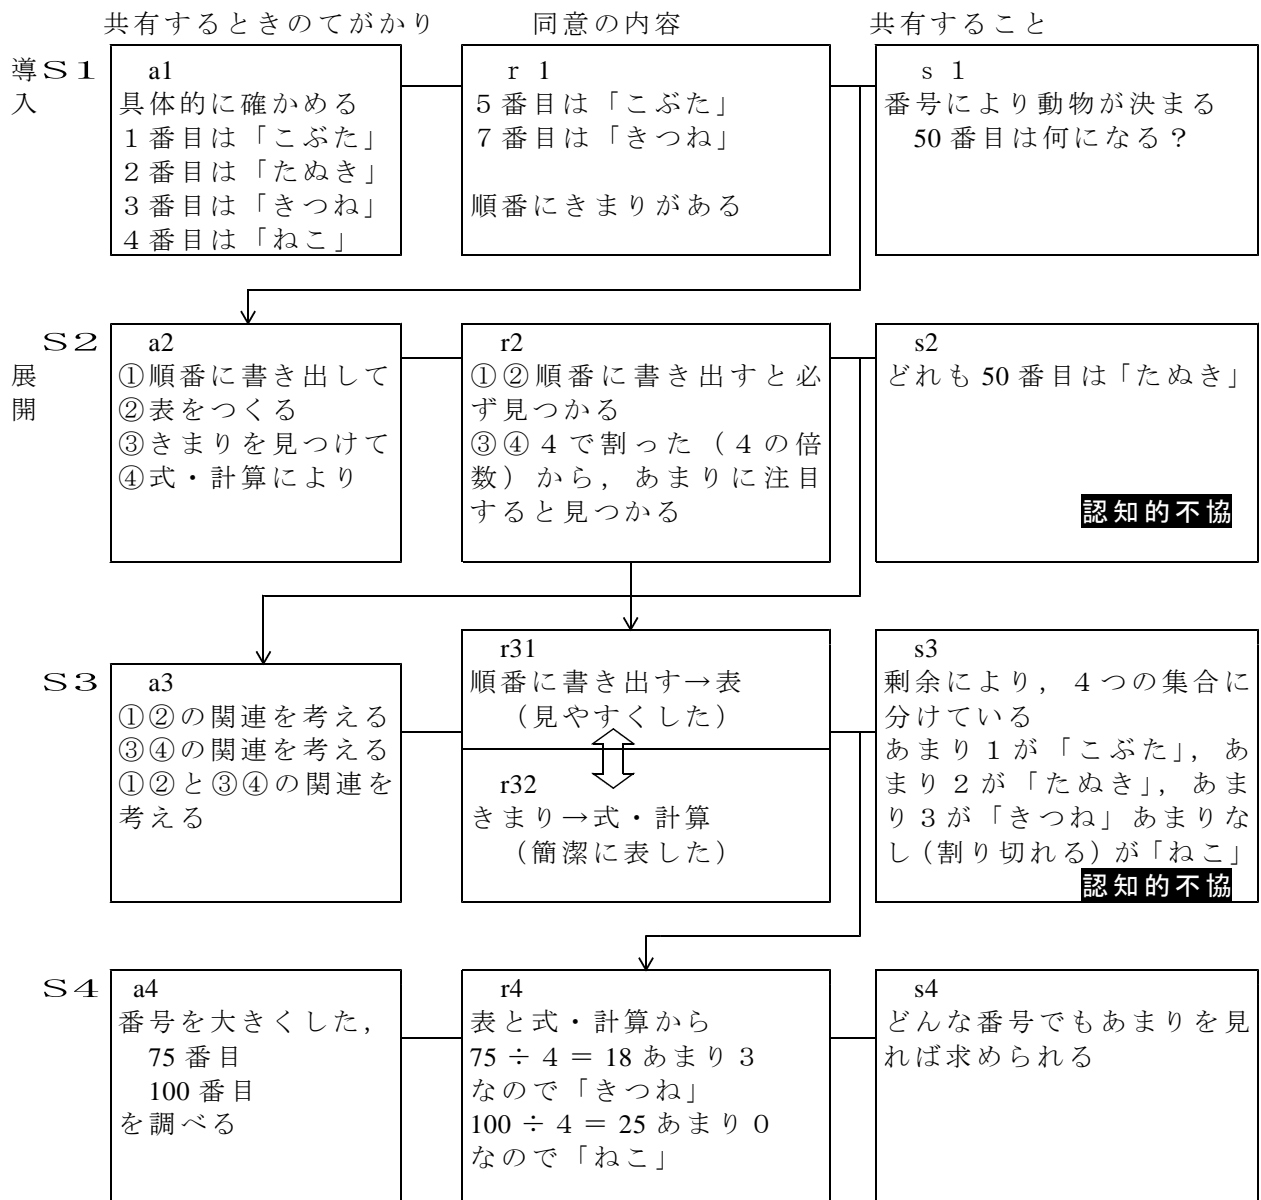 共有するときのてがかり 同意の内容 共有すること
導入
S1
a1
具体的に確かめる
1番目は「こぶた」
2番目は「たぬき」
3番目は「きつね」
4番目は「ねこ」
r 1
5番目は「こぶた」
7番目は「きつね」
順番にきまりがある
s 1
番号により動物が決まる
50番目は何になる？
展開
S2
a2
①順番に書き出して
②表をつくる
③きまりを見つけて
④式・計算により
r2
①②順番に書き出すと必
ず見つかる
③④4で割った（4の倍
数）から，あまりに注目
すると見つかる
s2
どれも50番目は「たぬき」
認知的不協
S3
a3
①②の関連を考える
③④の関連を考える
①②と③④の関連を
考える
r31
順番に書き出す→表
（見やすくした）
r32
きまり→式・計算
（簡潔に表した）
s3
剰余により，4つの集合に
分けている
あまり1が「こぶた」，あ
まり2が「たぬき」，あま
り3が「きつね」あまりな
し（割り切れる）が「ねこ」
認知的不協
S4
a4
番号を大きくした，
75番目
100番目
を調べる
r4
表と式・計算から
75÷4＝18あまり3
なので「きつね」
100÷4＝25あまり0
なので「ねこ」
s4
どんな番号でもあまりを見
れば求められる